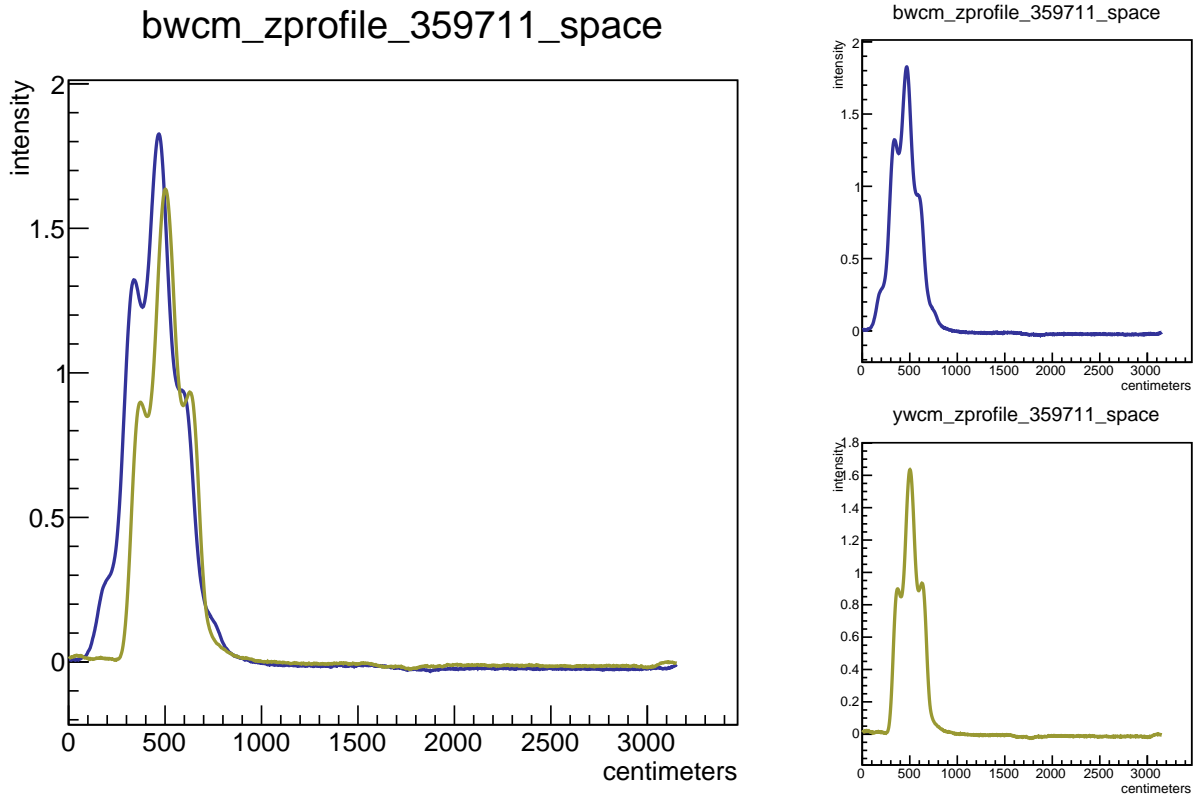 bwcm_zprofile_359711_space
intensity
2
1.5
1
0.5
0
0 500 1000 1500 2000 2500 3000
centimeters
bwcm_zprofile_359711_space
intensity
2
1.5
1
0.5
0
0 500 1000 1500 2000 2500 3000
centimeters
ywcm_zprofile_359711_space
intensity
1.8
1.6
1.4
1.2
1
0.8
0.6
0.4
0.2
0
0 500 1000 1500 2000 2500 3000
centimeters